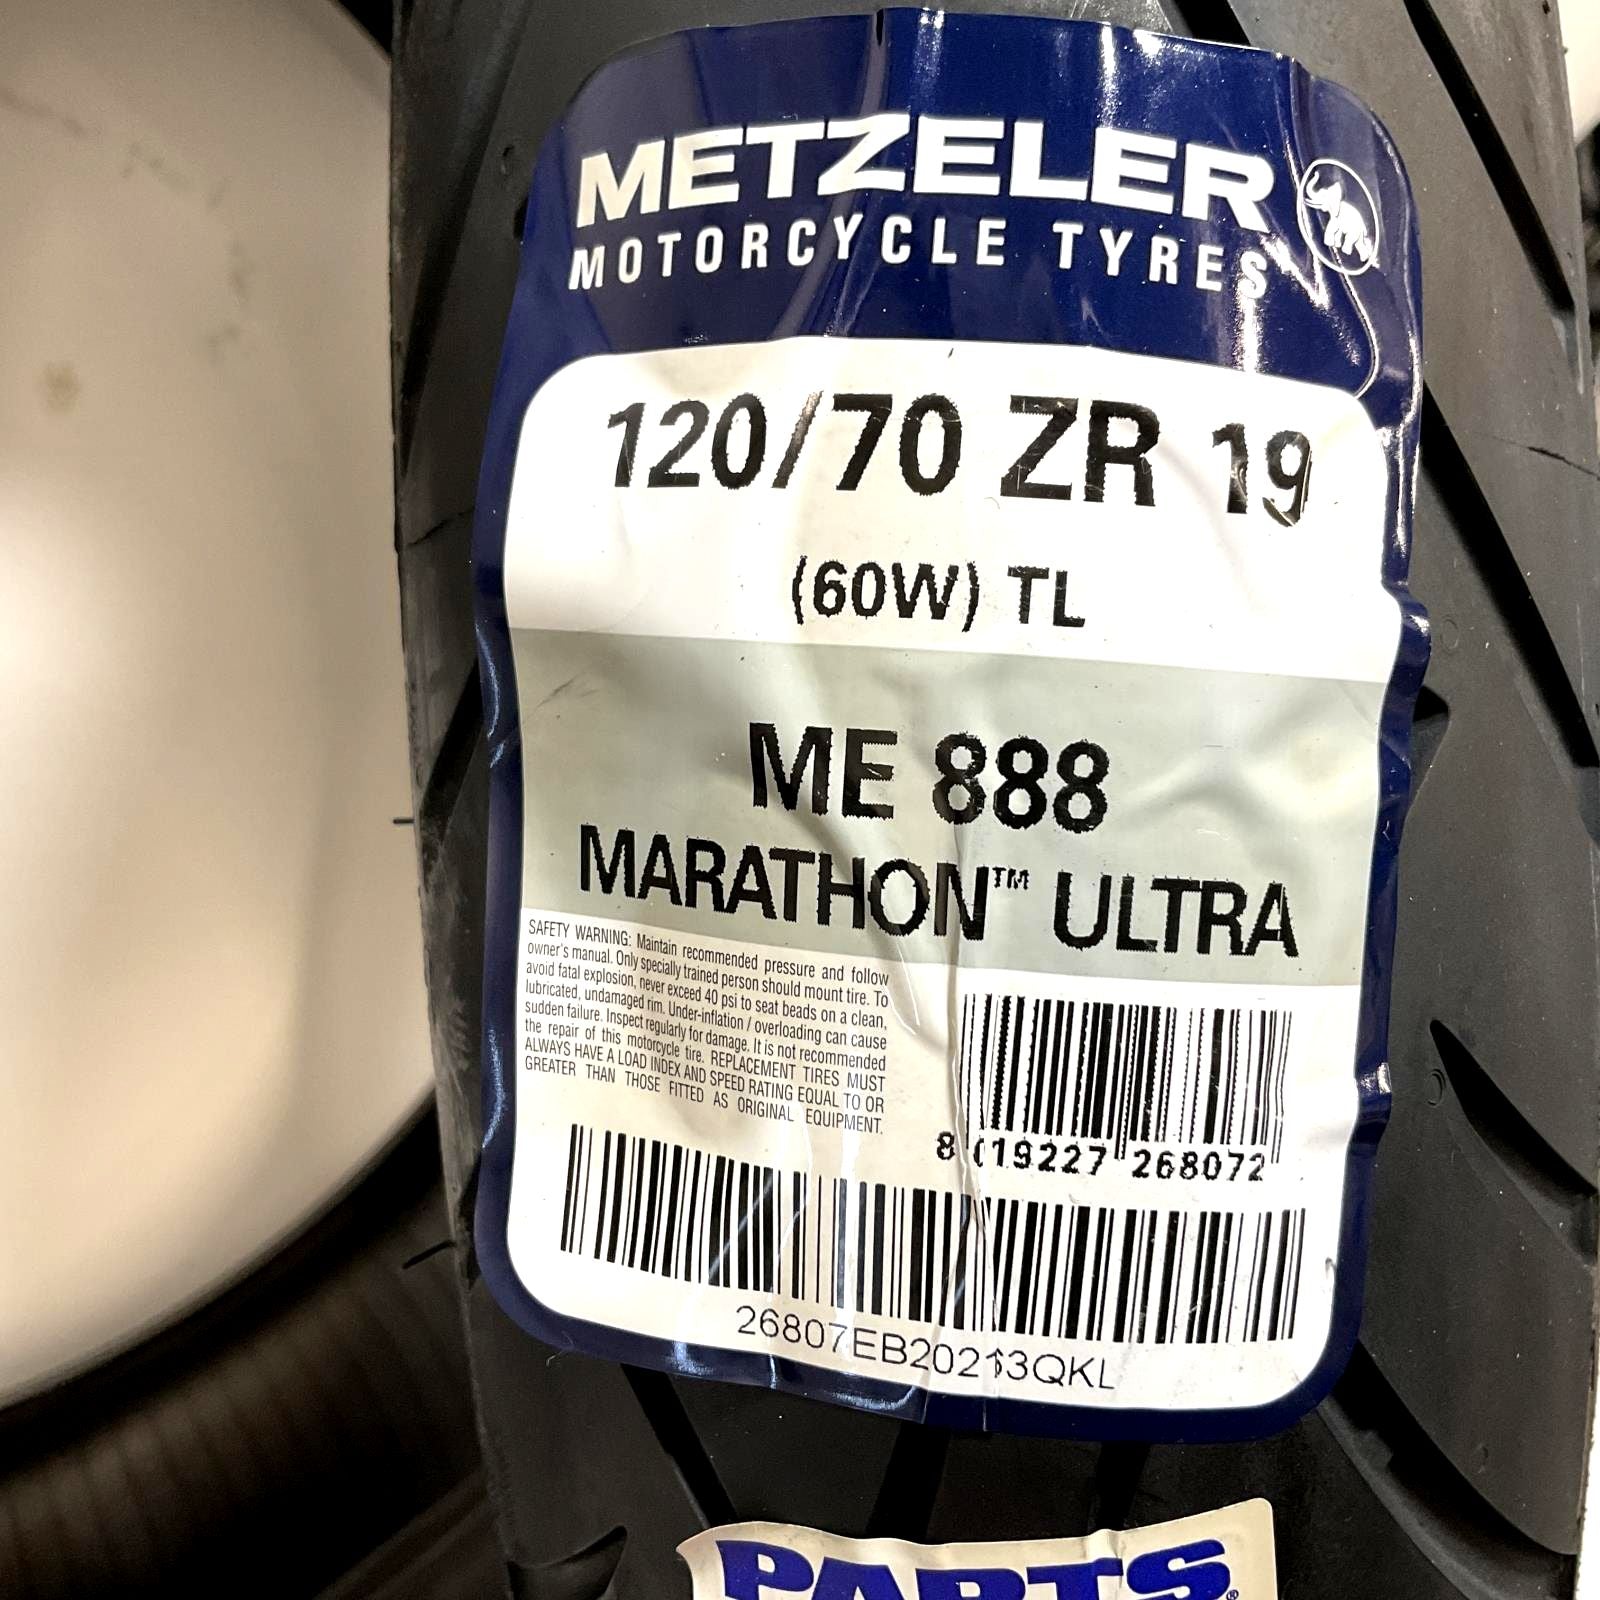 METZELER
MOTORCYCLE TYRES
120/70 ZR 19
(60W) TL
ME 888
MARATHON™ ULTRA
SAFETY WARNING: Maintain recommended pressure and follow
owner's manual. Only specially trained person should mount tire. To
avoid fatal explosion, never exceed 40 psi to seat beads on a clean,
lubricated, undamaged rim. Under-inflation / overloading can cause
sudden failure. Inspect regularly for damage. It is not recommended
the repair of this motorcycle tire. REPLACEMENT TIRES MUST
ALWAYS HAVE A LOAD INDEX AND SPEED RATING EQUAL TO OR
GREATER THAN THOSE FITTED AS ORIGINAL EQUIPMENT.
8 019227 268072
26807EB20213QKL
PARTS®